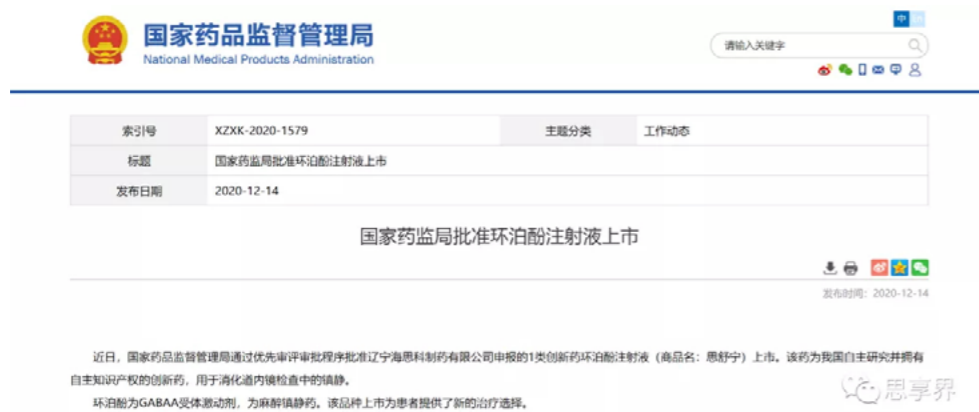 中
国家药品监督管理局
National Medical Products Administration
请输入关键字
索引号 XZXK-2020-1579 主题分类 工作动态
标题 国家药监局批准环泊酚注射液上市
发布日期 2020-12-14
国家药监局批准环泊酚注射液上市
发布时间：2020-12-14
近日，国家药品监督管理局通过优先审评审批程序批准辽宁海思科制药有限公司申报的1类创新药环泊酚注射液（商品名：思舒宁）上市。该药为我国自主研究并拥有
自主知识产权的创新药，用于消化道内镜检查中的镇静。
环泊酚为GABAA受体激动剂，为麻醉镇静药。该品种上市为患者提供了新的治疗选择。
思享界